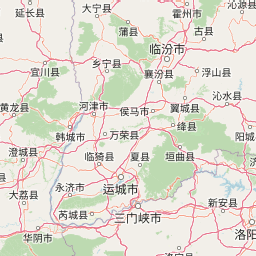 延长县
大宁县
蒲县
霍州市
沁源县
古县
临汾市
宜川县
乡宁县
襄汾县
浮山县
黄龙县
河津市
侯马市
翼城县
沁水县
韩城市
万荣县
绛县
阳城县
澄城县
临猗县
夏县
垣曲县
大荔县
永济市
运城市
芮城县
三门峡市
新安县
华阴市
洛阳